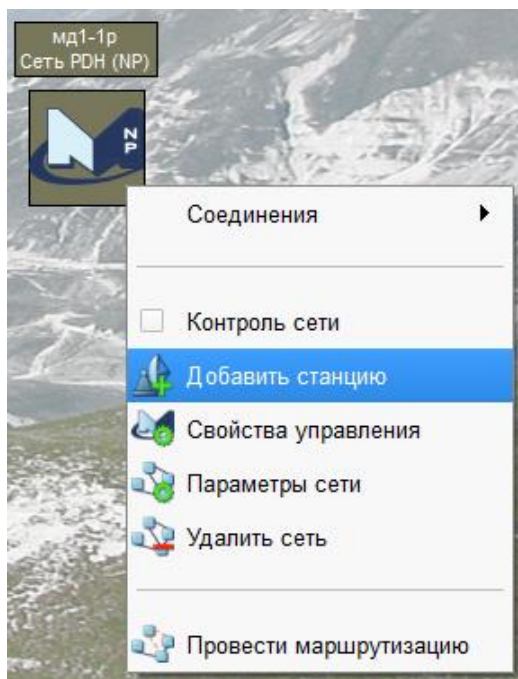 мд1-1р
Сеть PDH (NP)
N
P
Соединения
Контроль сети
Добавить станцию
Свойства управления
Параметры сети
Удалить сеть
Провести маршрутизацию